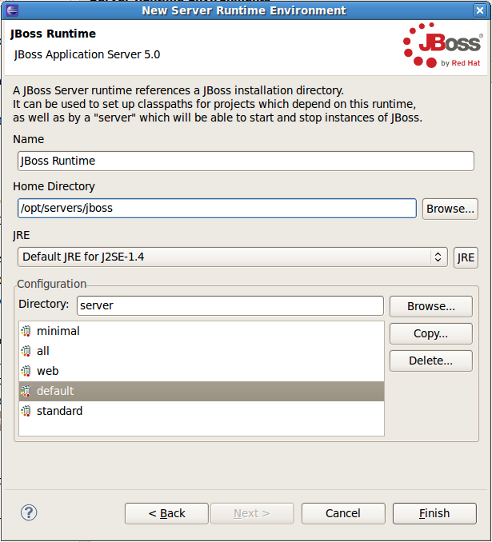 New Server Runtime Environment
JBoss Runtime
JBoss Application Server 5.0
JBoss
by Red Hat
A JBoss Server runtime references a JBoss installation directory.
It can be used to set up classpaths for projects which depend on this runtime,
as well as by a "server" which will be able to start and stop instances of JBoss.
Name
JBoss Runtime
Home Directory
/opt/servers/jboss
Browse...
JRE
Default JRE for J2SE-1.4
JRE
Configuration
Directory: server
Browse...
minimal
Copy...
all
Delete...
web
default
standard
< Back
Next >
Cancel
Finish